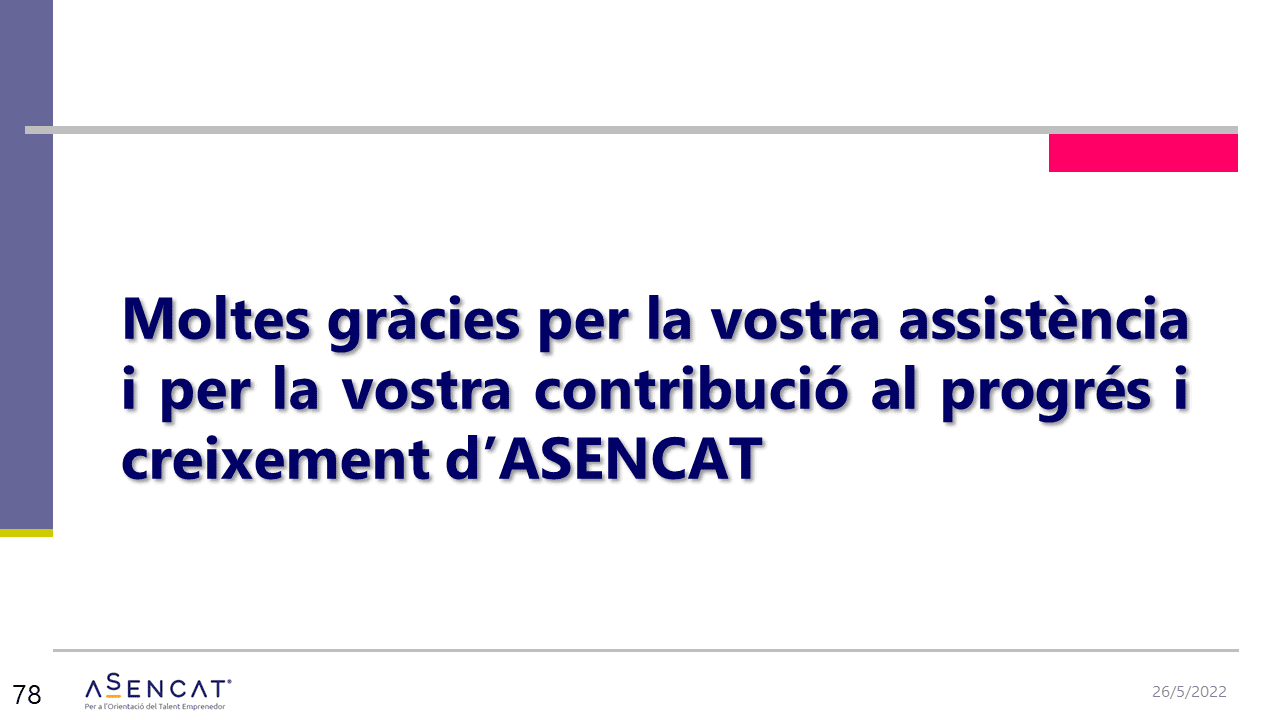 Moltes gràcies per la vostra assistència
i per la vostra contribució al progrés i
creixement d’ASENCAT
78
ASENCAT®
Per a l'Orientació del Talent Emprenedor
26/5/2022